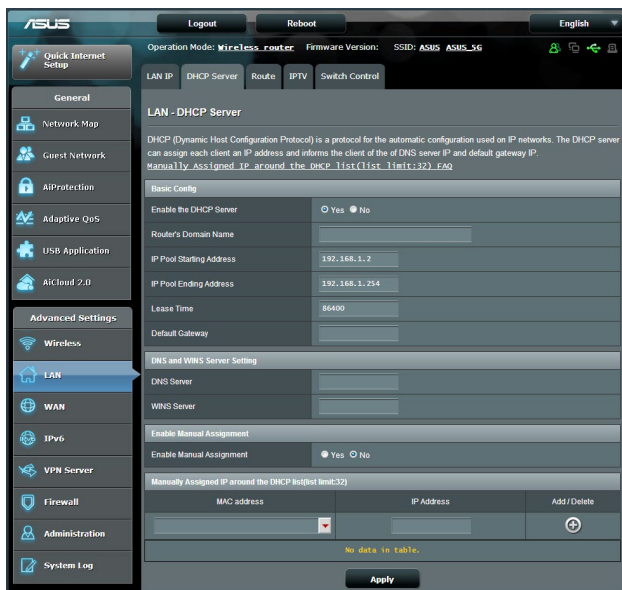 ASUS
Logout
Reboot
English
Quick Internet Setup
Operation Mode: Wireless router Firmware Version: SSID: ASUS ASUS_5G
General
Network Map
Guest Network
AiProtection
Adaptive QoS
USB Application
AiCloud 2.0
Advanced Settings
Wireless
LAN
WAN
IPv6
VPN Server
Firewall
Administration
System Log
LAN IP
DHCP Server
Route
IPTV
Switch Control
LAN - DHCP Server
DHCP (Dynamic Host Configuration Protocol) is a protocol for the automatic configuration used on IP networks. The DHCP server
can assign each client an IP address and informs the client of the of DNS server IP and default gateway IP.
Manually Assigned IP around the DHCP list(list limit:32) FAQ
Basic Config
Enable the DHCP Server Yes No
Router's Domain Name
IP Pool Starting Address 192.168.1.2
IP Pool Ending Address 192.168.1.254
Lease Time 86400
Default Gateway
DNS and WINS Server Setting
DNS Server
WINS Server
Enable Manual Assignment
Enable Manual Assignment Yes No
Manually Assigned IP around the DHCP list(list limit:32)
MAC address IP Address Add / Delete
No data in table.
Apply